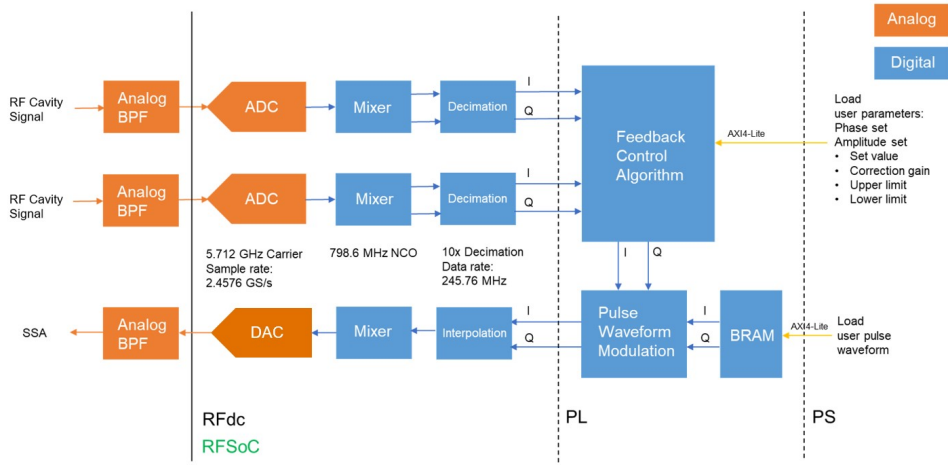 Analog
Digital
RF Cavity
Signal
Analog
BPF
ADC
Mixer
Decimation
I
Q
Feedback
Control
Algorithm
AXI4-Lite
Load
user parameters:
Phase set
Amplitude set
• Set value
• Correction gain
• Upper limit
• Lower limit
RF Cavity
Signal
Analog
BPF
ADC
Mixer
Decimation
I
Q
5.712 GHz Carrier
Sample rate:
2.4576 GS/s
798.6 MHz NCO
10x Decimation
Data rate:
245.76 MHz
I
Q
SSA
Analog
BPF
DAC
Mixer
Interpolation
I
Q
Pulse
Waveform
Modulation
I
Q
BRAM
AXI4-Lite
Load
user pulse
waveform
RFdc
RFSoC
PL
PS